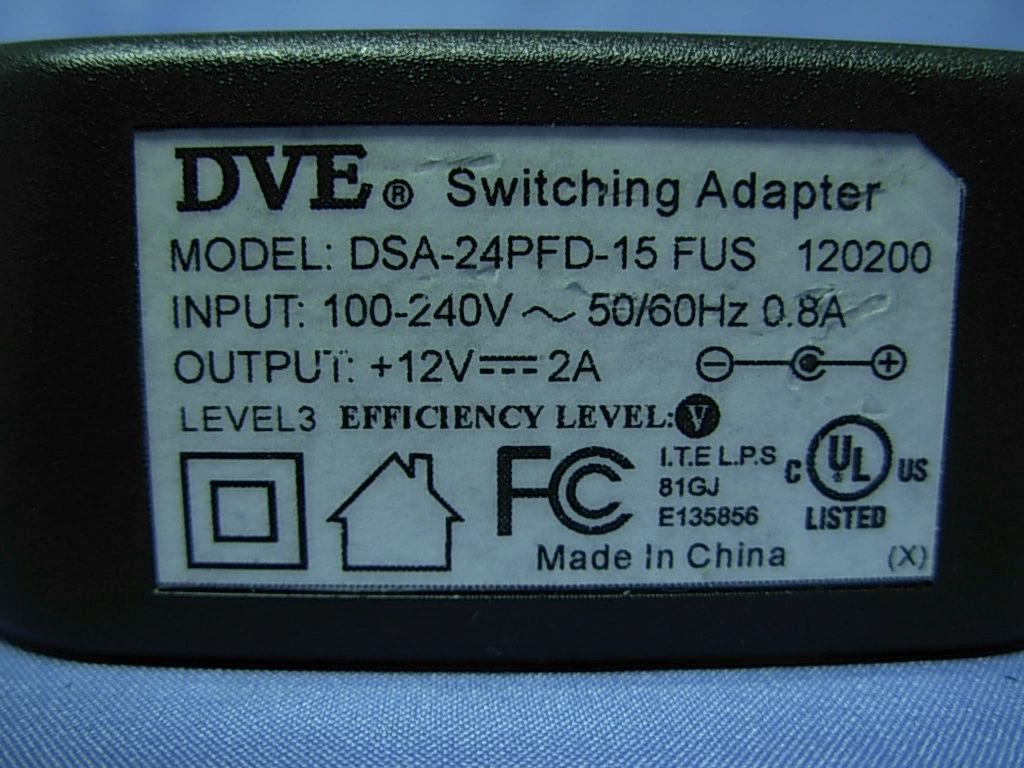 DVE® Switching Adapter
MODEL: DSA-24PFD-15 FUS 120200
INPUT: 100-240V ~ 50/60Hz 0.8A
OUTPUT: +12V⎓2A
LEVEL3 EFFICIENCY LEVEL:V
FC
I.T.E L.P.S
81GJ
E135856
C UL US
LISTED
Made In China
(X)